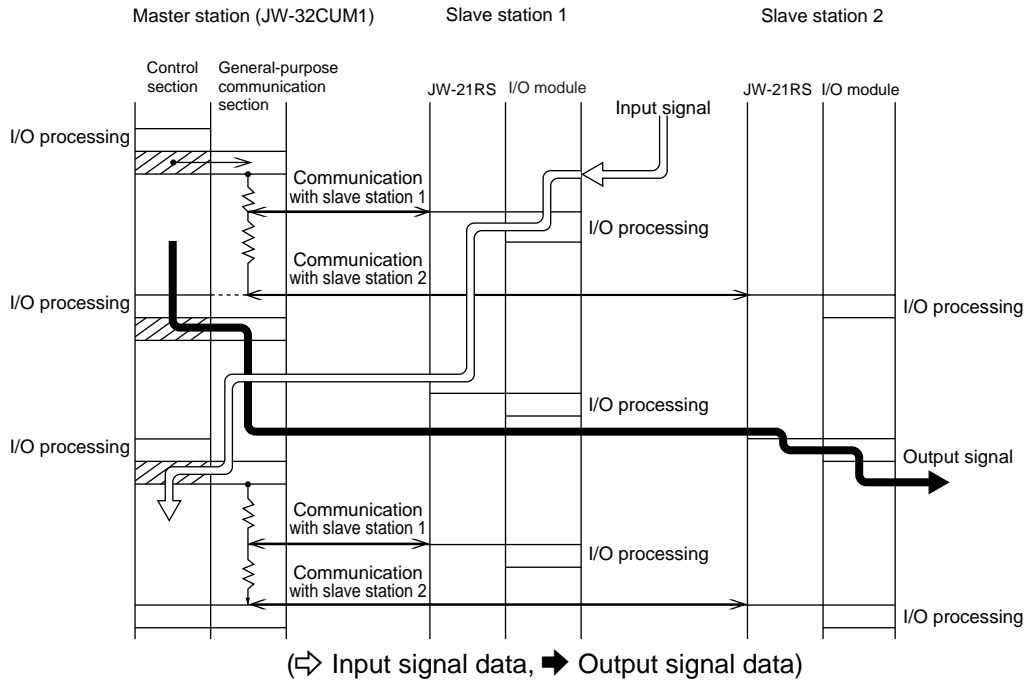 Master station (JW-32CUM1)
Slave station 1
Slave station 2
Control
section
General-purpose
communication
section
JW-21RS
I/O module
Input signal
JW-21RS
I/O module
I/O processing
Communication
with slave station 1
I/O processing
Communication
with slave station 2
I/O processing
I/O processing
I/O processing
I/O processing
Output signal
Communication
with slave station 1
I/O processing
Communication
with slave station 2
I/O processing
(⇨ Input signal data, ➡ Output signal data)